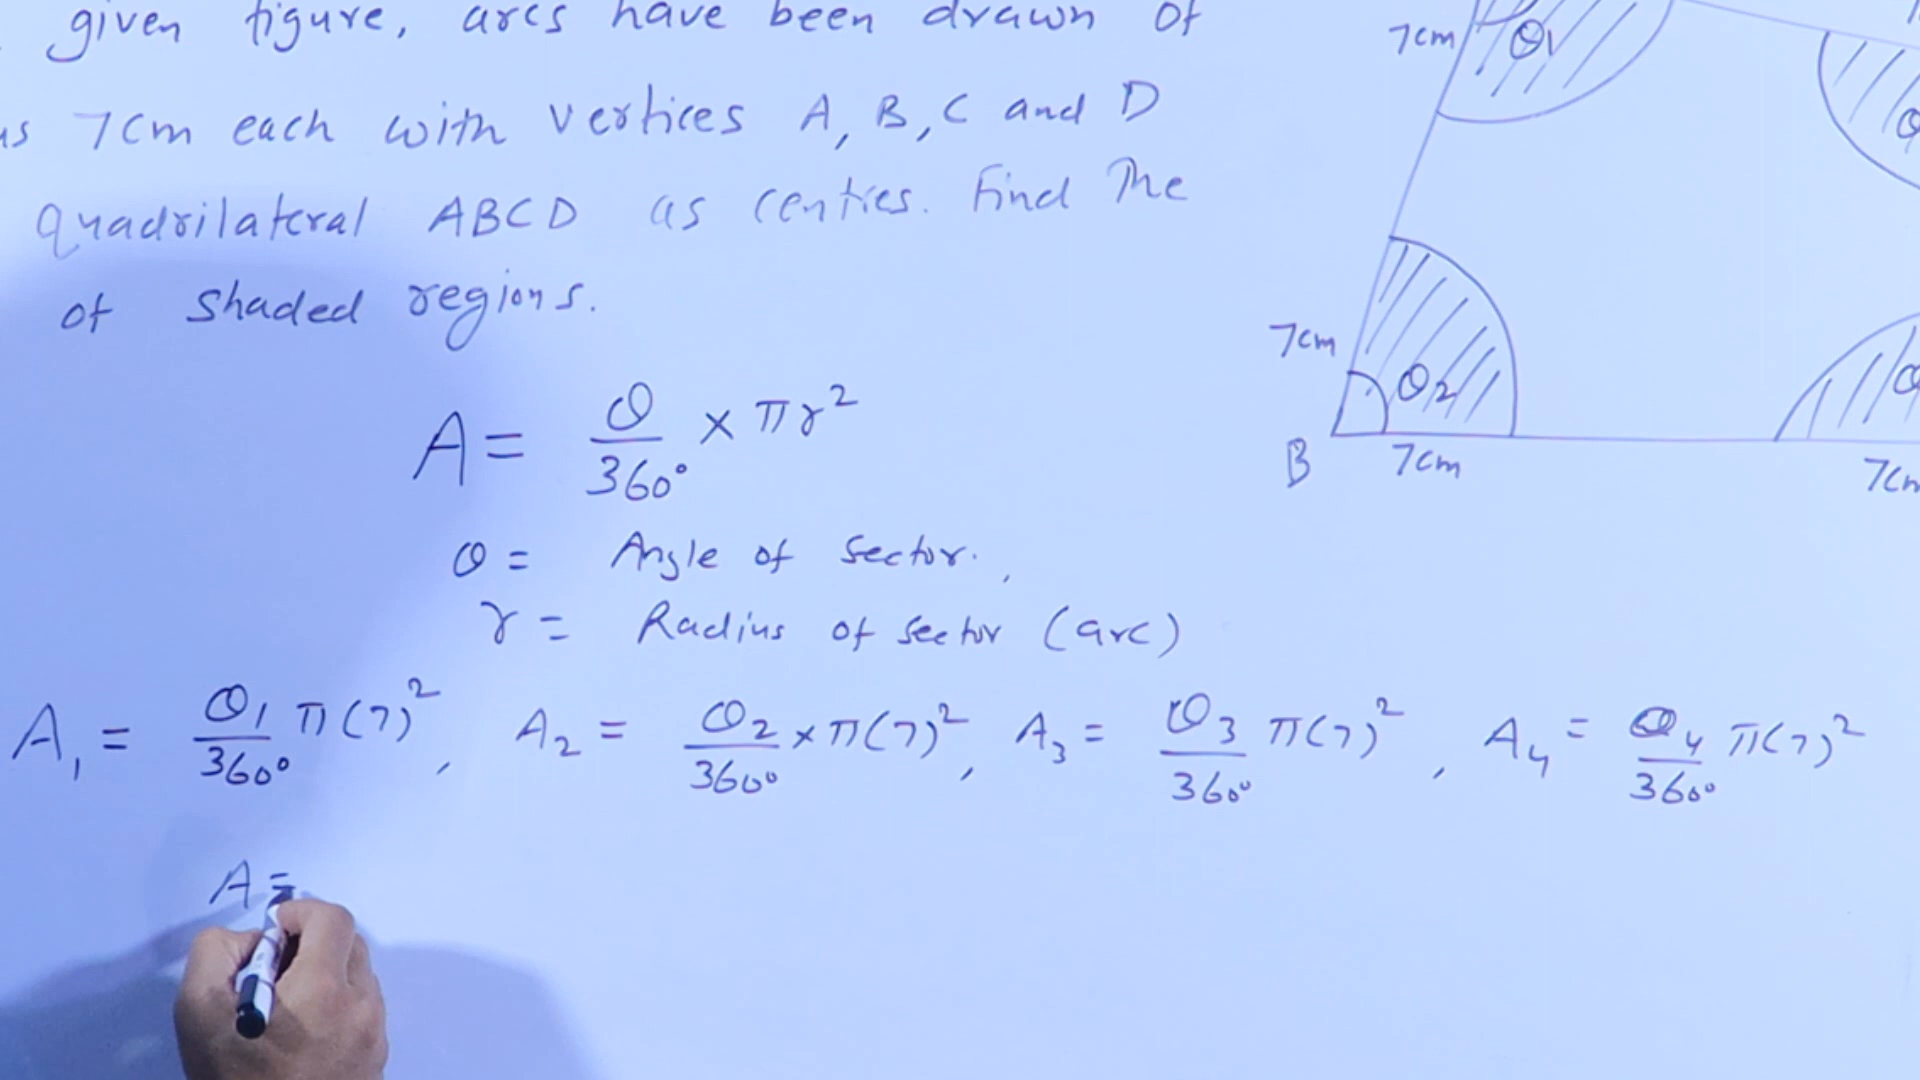 given figure, arcs have been drawn of
7cm each with vertices A, B, C and D
quadrilateral ABCD as centres. Find The
of shaded regions.
A = θ/360° × πr²
θ = Angle of Sector.,
r = Radius of sector (arc)
A₁ = θ₁/360° π(7)², A₂ = θ₂/360° × π(7)², A₃ = θ₃/360° π(7)², A₄ = θ₄/360° π(7)²
A =
7cm
θ₁
7cm
θ₂
B
7cm